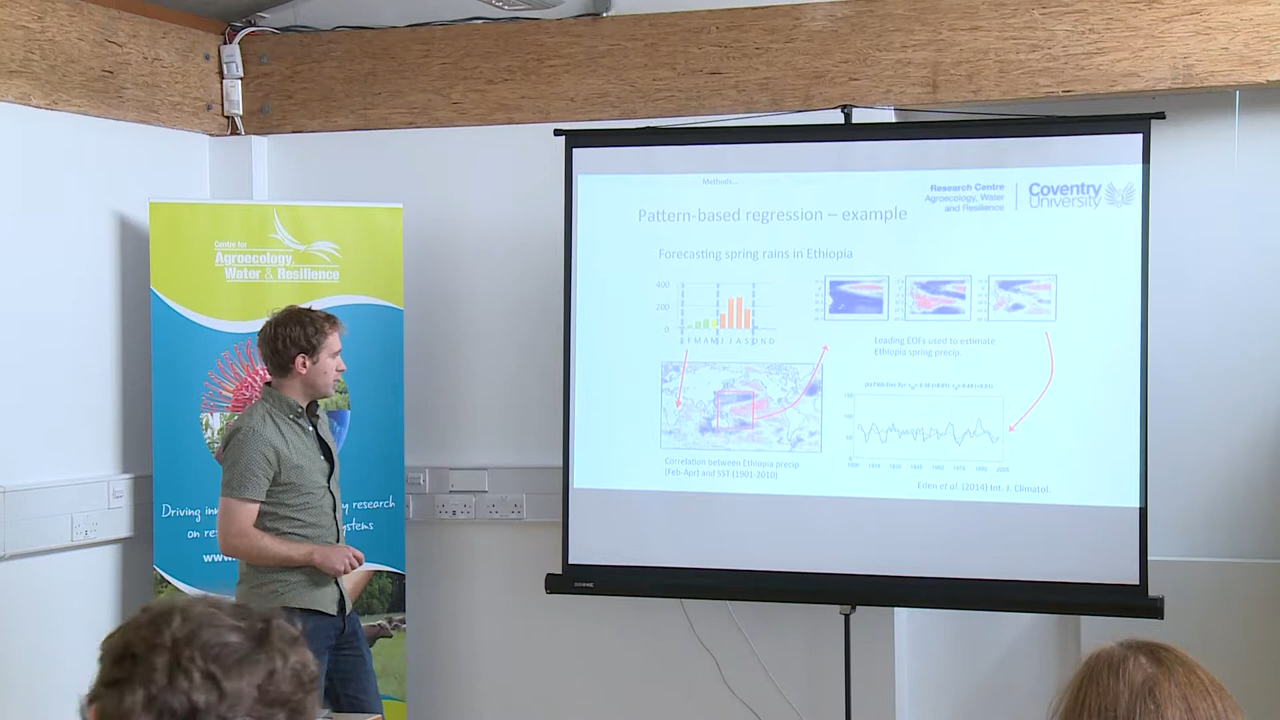 Centre for
Agroecology,
Water & Resilience
Driving inn y research
on re ystems
www.
Methods...
Research Centre
Agroecology, Water
and Resilience
Coventry
University
Pattern-based regression – example
Forecasting spring rains in Ethiopia
400
200
0
J F M A M J J A S O N D
Leading EOFs used to estimate
Ethiopia spring precip.
Correlation between Ethiopia precip
(Feb-Apr) and SST (1901-2010)
Eden et al. (2014) Int. J. Climatol.